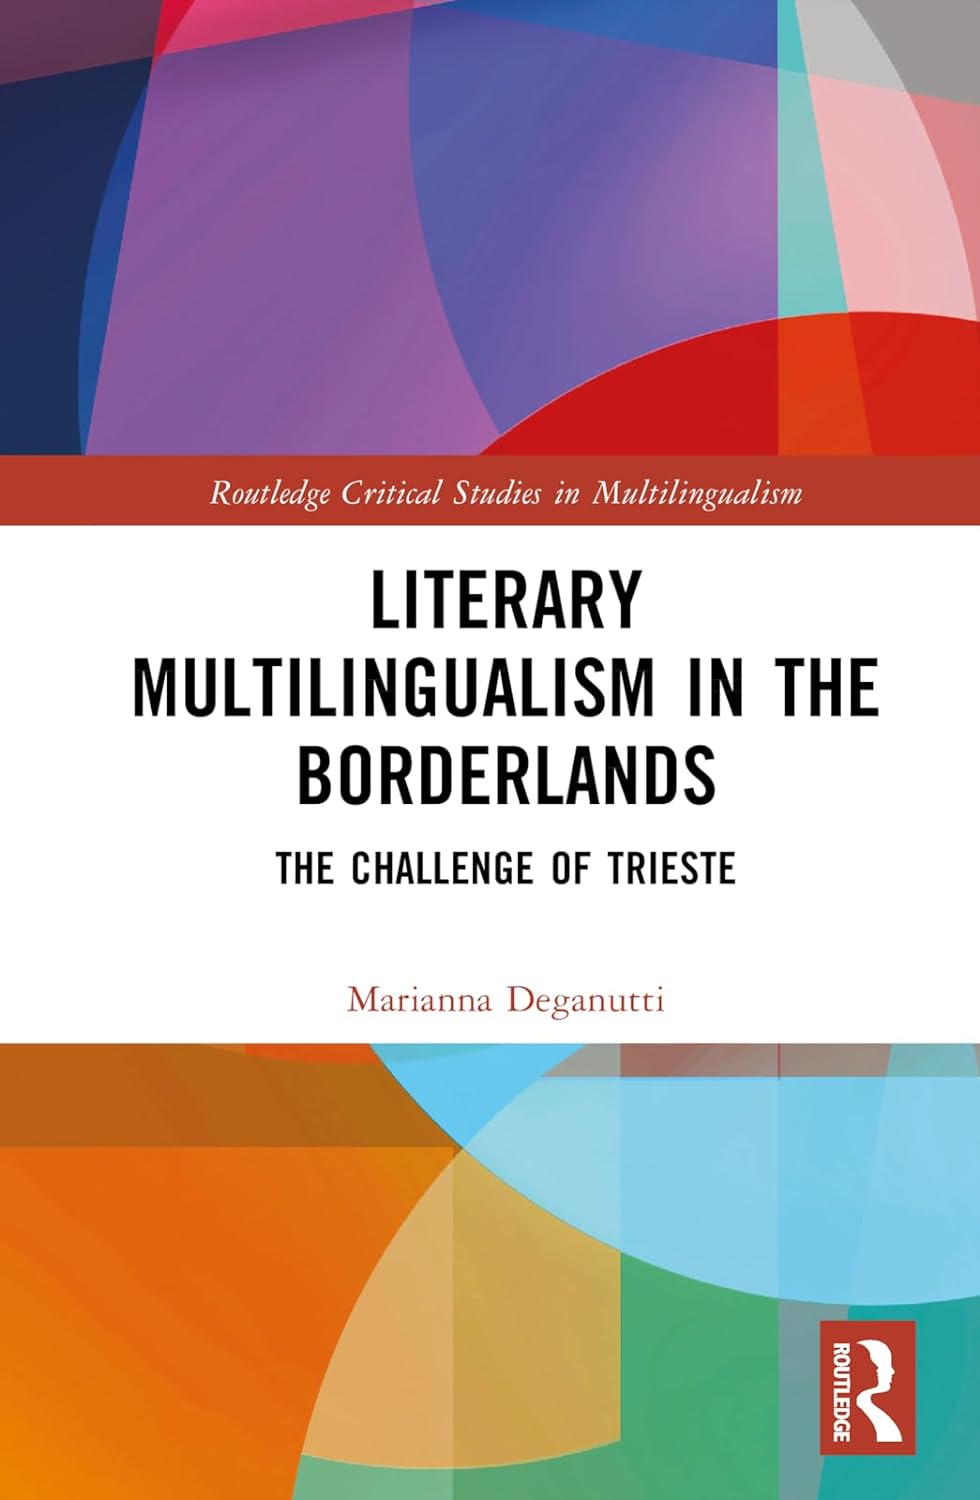 Routledge Critical Studies in Multilingualism
LITERARY
MULTILINGUALISM IN THE
BORDERLANDS
THE CHALLENGE OF TRIESTE
Marianna Deganutti
ROUTLEDGE